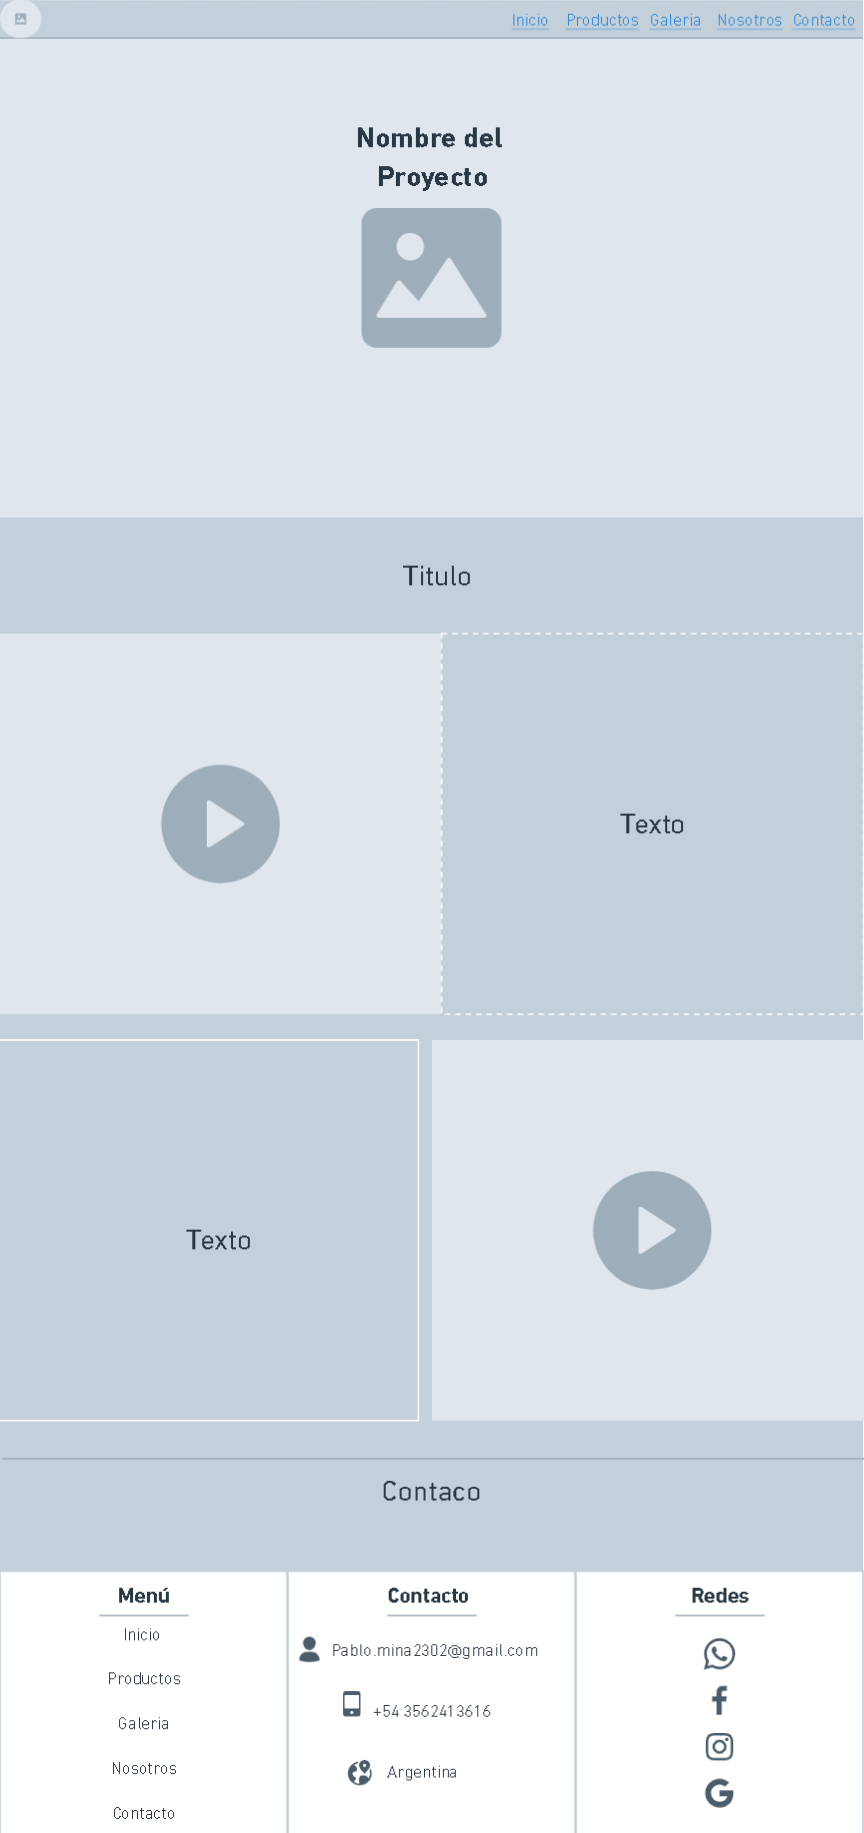 Inicio Productos Galeria Nosotros Contacto
Nombre del
Proyecto
Titulo
Texto
Texto
Contaco
Menú
Inicio
Productos
Galeria
Nosotros
Contacto
Contacto
Pablo.mina2302@gmail.com
+54 3562413616
Argentina
Redes